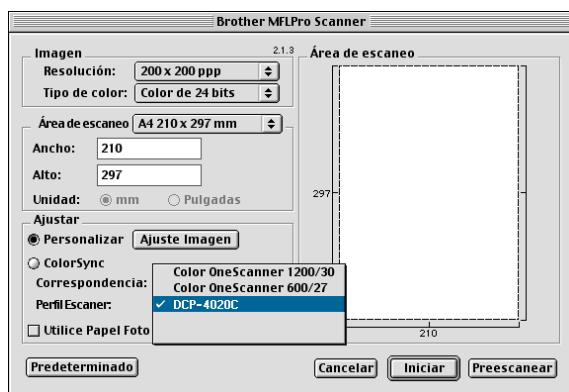 Brother MFLPro Scanner
Imagen 2.1.3
Resolución: 200 x 200 ppp
Tipo de color: Color de 24 bits
Área de escaneo A4 210 x 297 mm
Ancho: 210
Alto: 297
Unidad: mm Pulgadas
Ajustar
Personalizar Ajuste Imagen
ColorSync
Correspondencia:
Perfil Escaner:
Color OneScanner 1200/30
Color OneScanner 600/27
✓ DCP-4020C
Utilice Papel Foto
Área de escaneo
297
210
Predeterminado
Cancelar
Iniciar
Preescanear